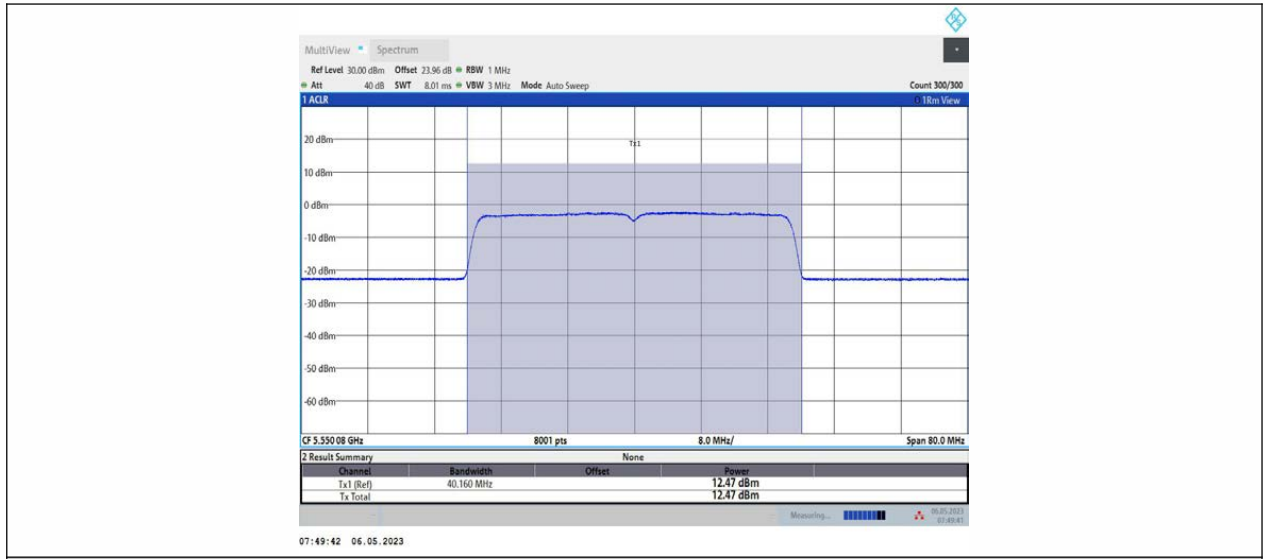 MultiView Spectrum
Ref Level 30.00 dBm Offset 23.96 dB RBW 1 MHz
Att 40 dB SWT 8.01 ms VBW 3 MHz Mode Auto Sweep Count 300/300
1 ACLR 1Rm View
20 dBm
Tx1
10 dBm
0 dBm
-10 dBm
-20 dBm
-30 dBm
-40 dBm
-50 dBm
-60 dBm
CF 5.550 08 GHz 8001 pts 8.0 MHz/ Span 80.0 MHz
2 Result Summary None
Channel Bandwidth Offset Power
Tx1 (Ref) 40.160 MHz 12.47 dBm
Tx Total 12.47 dBm
Measuring... 06.05.2023
07:49:41
07:49:42 06.05.2023